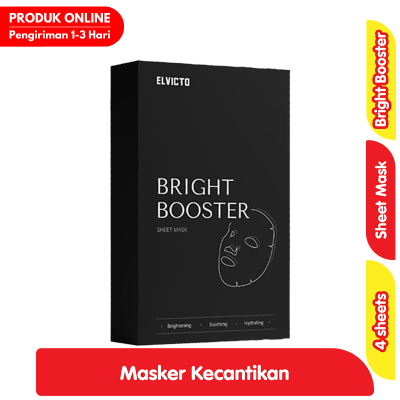 PRODUK ONLINE
Pengiriman 1-3 Hari
ELVICTO
BRIGHT
BOOSTER
SHEET MASK
• Brightening • Soothing • Hydrating •
Bright Booster
Sheet Mask
4 sheets
Masker Kecantikan